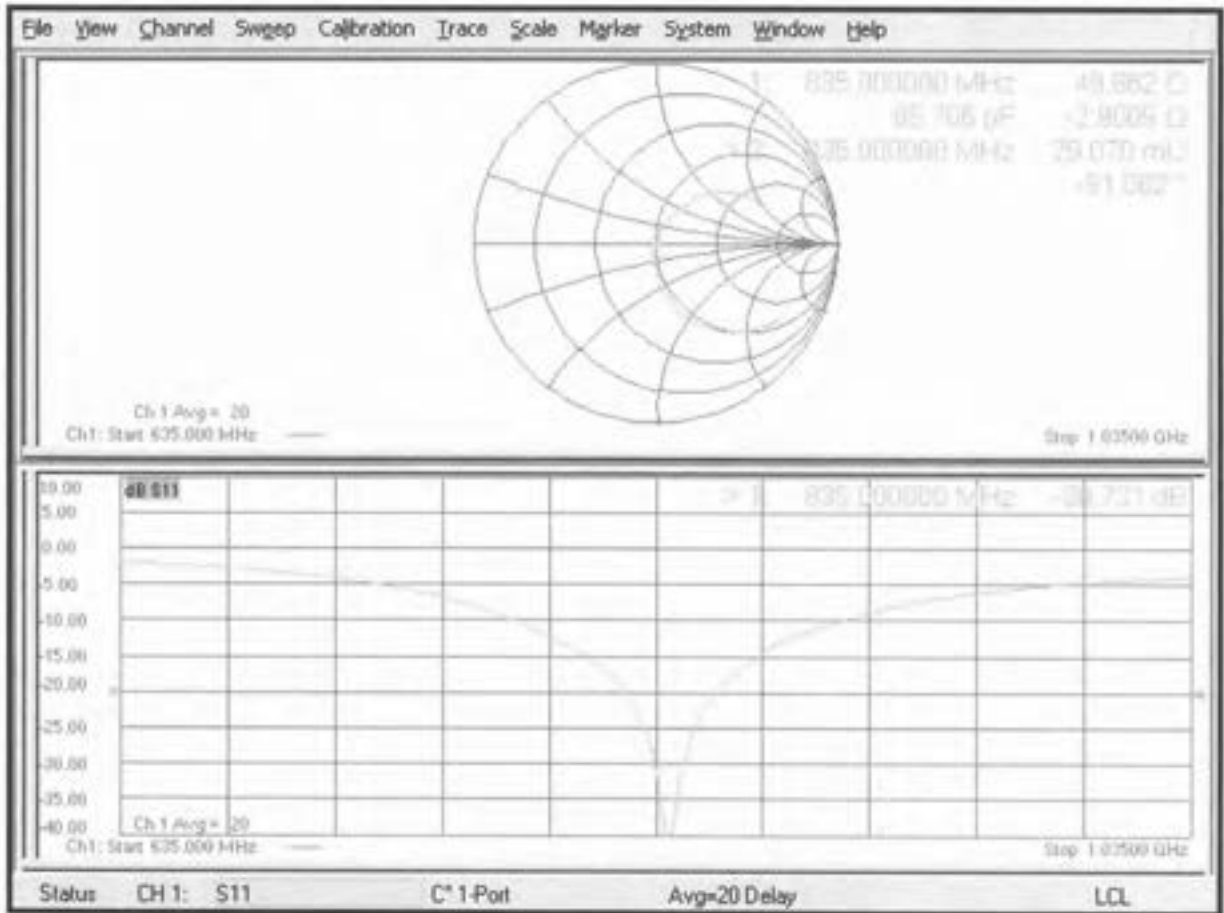 File View Channel Sweep Calibration Trace Scale Marker System Window Help
1: 835.000000 MHz
pF
MHz
Ch 1 Avg = 20
Ch1: Start 635.000 MHz
Stop 1.03500 GHz
10.00
dB S11
835.000000 MHz dB
5.00
0.00
-5.00
-10.00
-15.00
-20.00
-25.00
-30.00
-35.00
-40.00
Ch 1 Avg = 20
Ch1: Start 635.000 MHz
Stop 1.03500 GHz
Status CH 1: S11 C* 1-Port Avg=20 Delay LCL